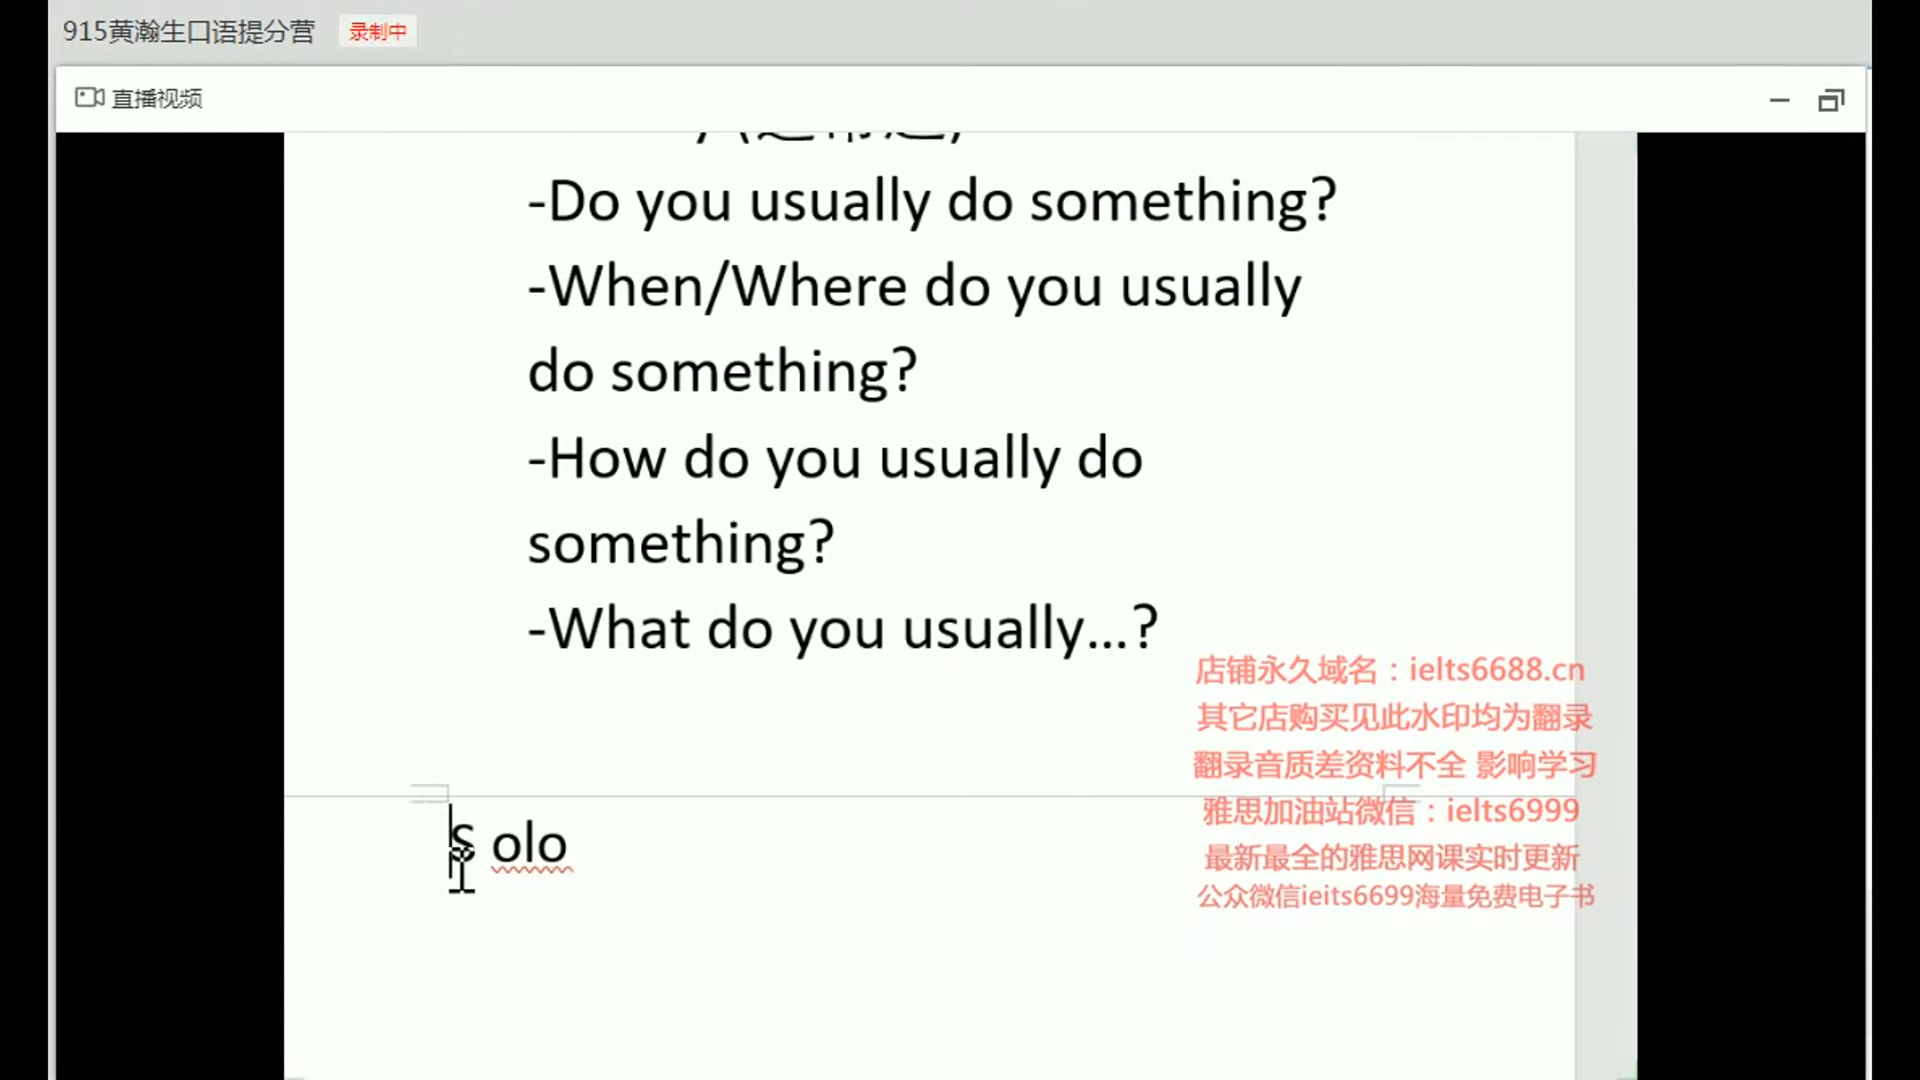 915黄瀚生口语提分营 录制中
直播视频
-Do you usually do something?
-When/Where do you usually
do something?
-How do you usually do
something?
-What do you usually...?
店铺永久域名：ielts6688.cn
其它店购买见此水印均为翻录
翻录音质差资料不全 影响学习
雅思加油站微信：ielts6999
最新最全的雅思网课实时更新
公众微信ieits6699海量免费电子书
s olo